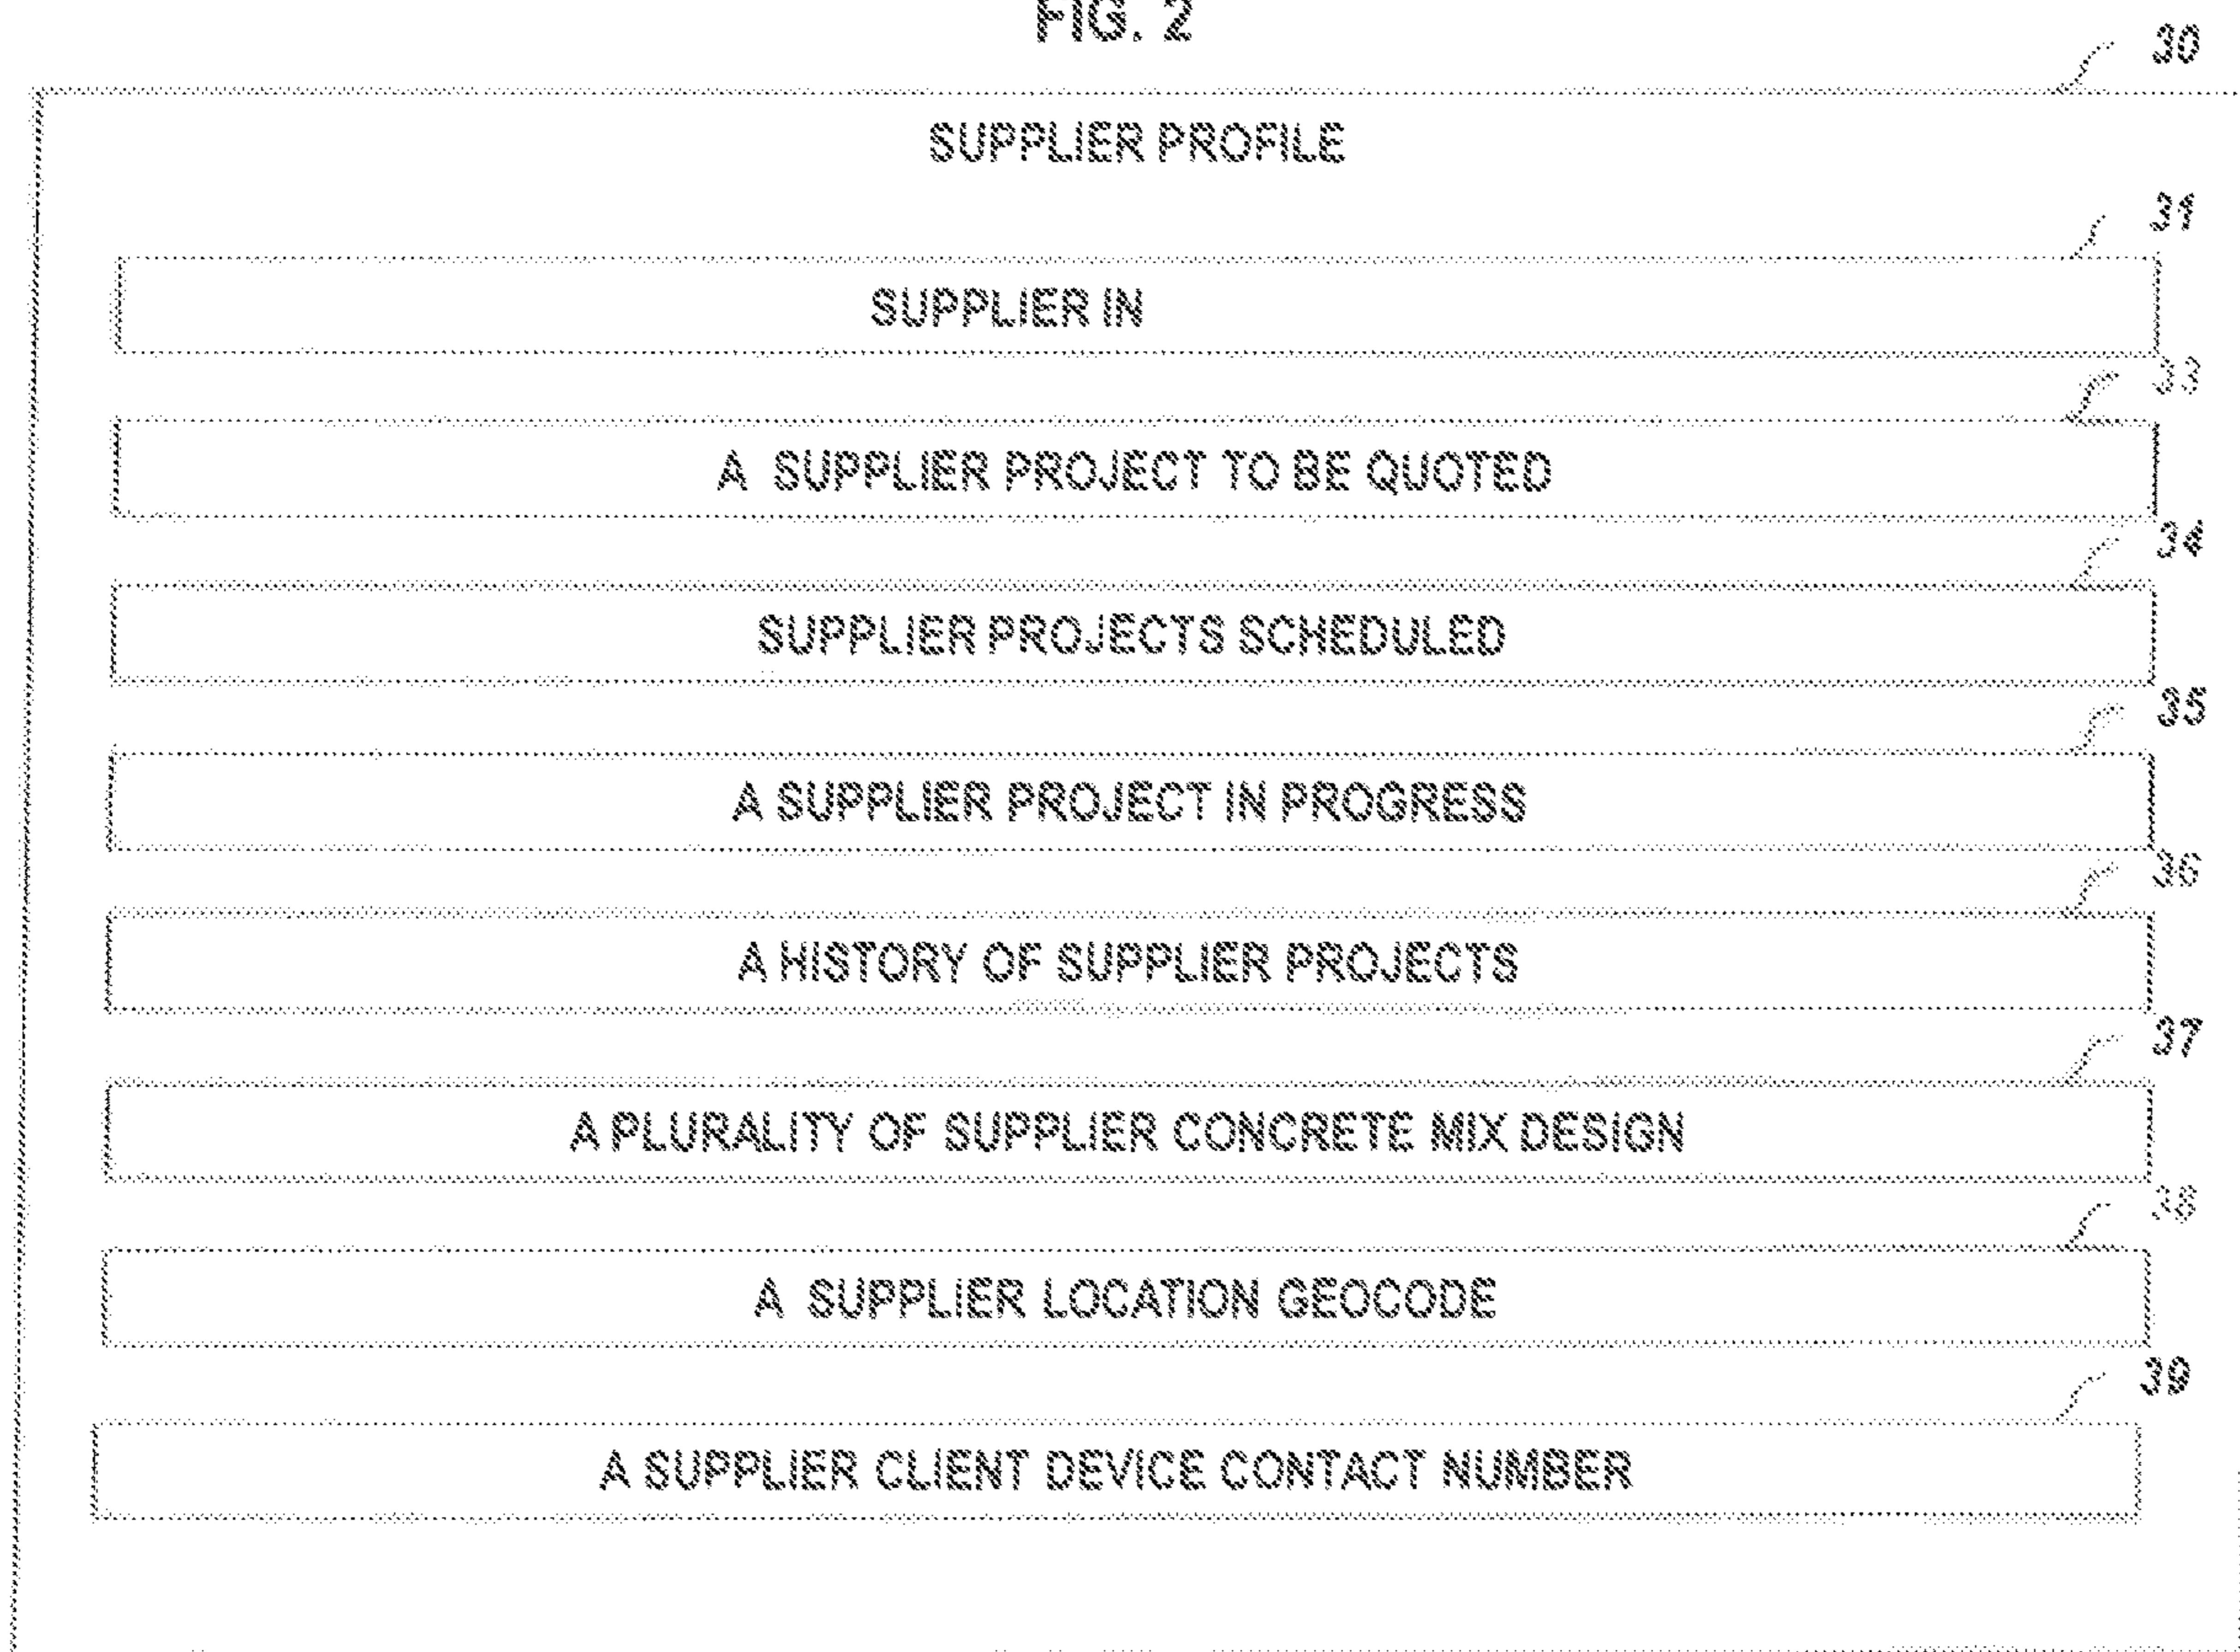 FIG. 2
30
SUPPLIER PROFILE
31
SUPPLIER IN
33
A SUPPLIER PROJECT TO BE QUOTED
34
SUPPLIER PROJECTS SCHEDULED
35
A SUPPLIER PROJECT IN PROGRESS
36
A HISTORY OF SUPPLIER PROJECTS
37
A PLURALITY OF SUPPLIER CONCRETE MIX DESIGN
38
A SUPPLIER LOCATION GEOCODE
39
A SUPPLIER CLIENT DEVICE CONTACT NUMBER